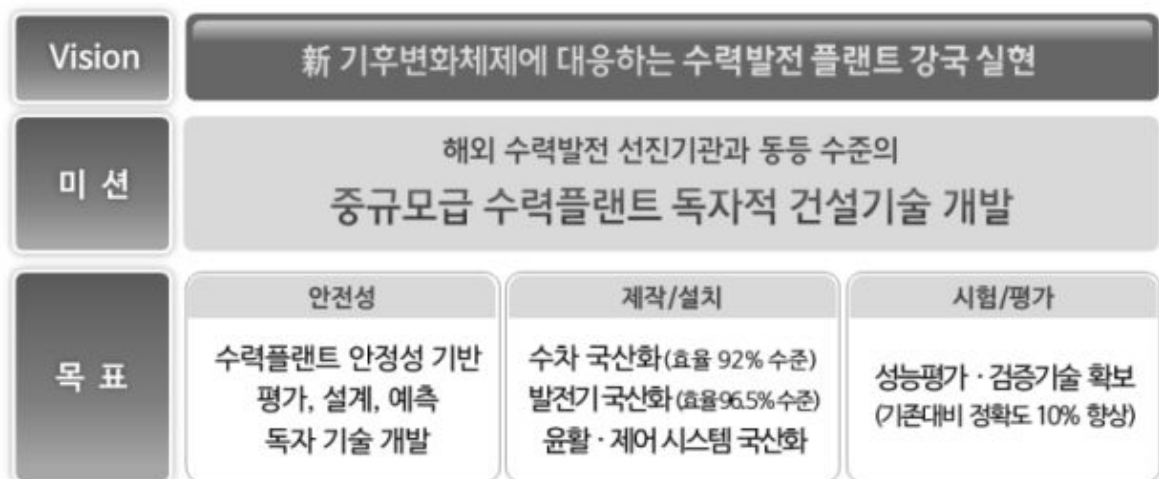 Vision
新 기후변화체제에 대응하는 수력발전 플랜트 강국 실현
미 션
해외 수력발전 선진기관과 동등 수준의
중규모급 수력플랜트 독자적 건설기술 개발
목 표
안전성
수력플랜트 안정성 기반
평가, 설계, 예측
독자 기술 개발
제작/설치
수차 국산화(효율 92% 수준)
발전기 국산화 (효율96.5% 수준)
윤활 · 제어 시스템 국산화
시험/평가
성능평가 · 검증기술 확보
(기존대비 정확도 10% 향상)